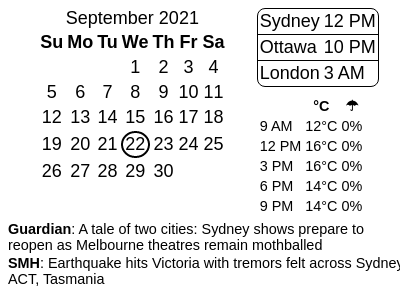 September 2021
Su Mo Tu We Th Fr Sa
1 2 3 4
5 6 7 8 9 10 11
12 13 14 15 16 17 18
19 20 21 22 23 24 25
26 27 28 29 30
Sydney 12 PM
Ottawa 10 PM
London 3 AM
°C ☂
9 AM 12°C 0%
12 PM 16°C 0%
3 PM 16°C 0%
6 PM 14°C 0%
9 PM 14°C 0%
Guardian: A tale of two cities: Sydney shows prepare to
reopen as Melbourne theatres remain mothballed
SMH: Earthquake hits Victoria with tremors felt across Sydney
ACT, Tasmania